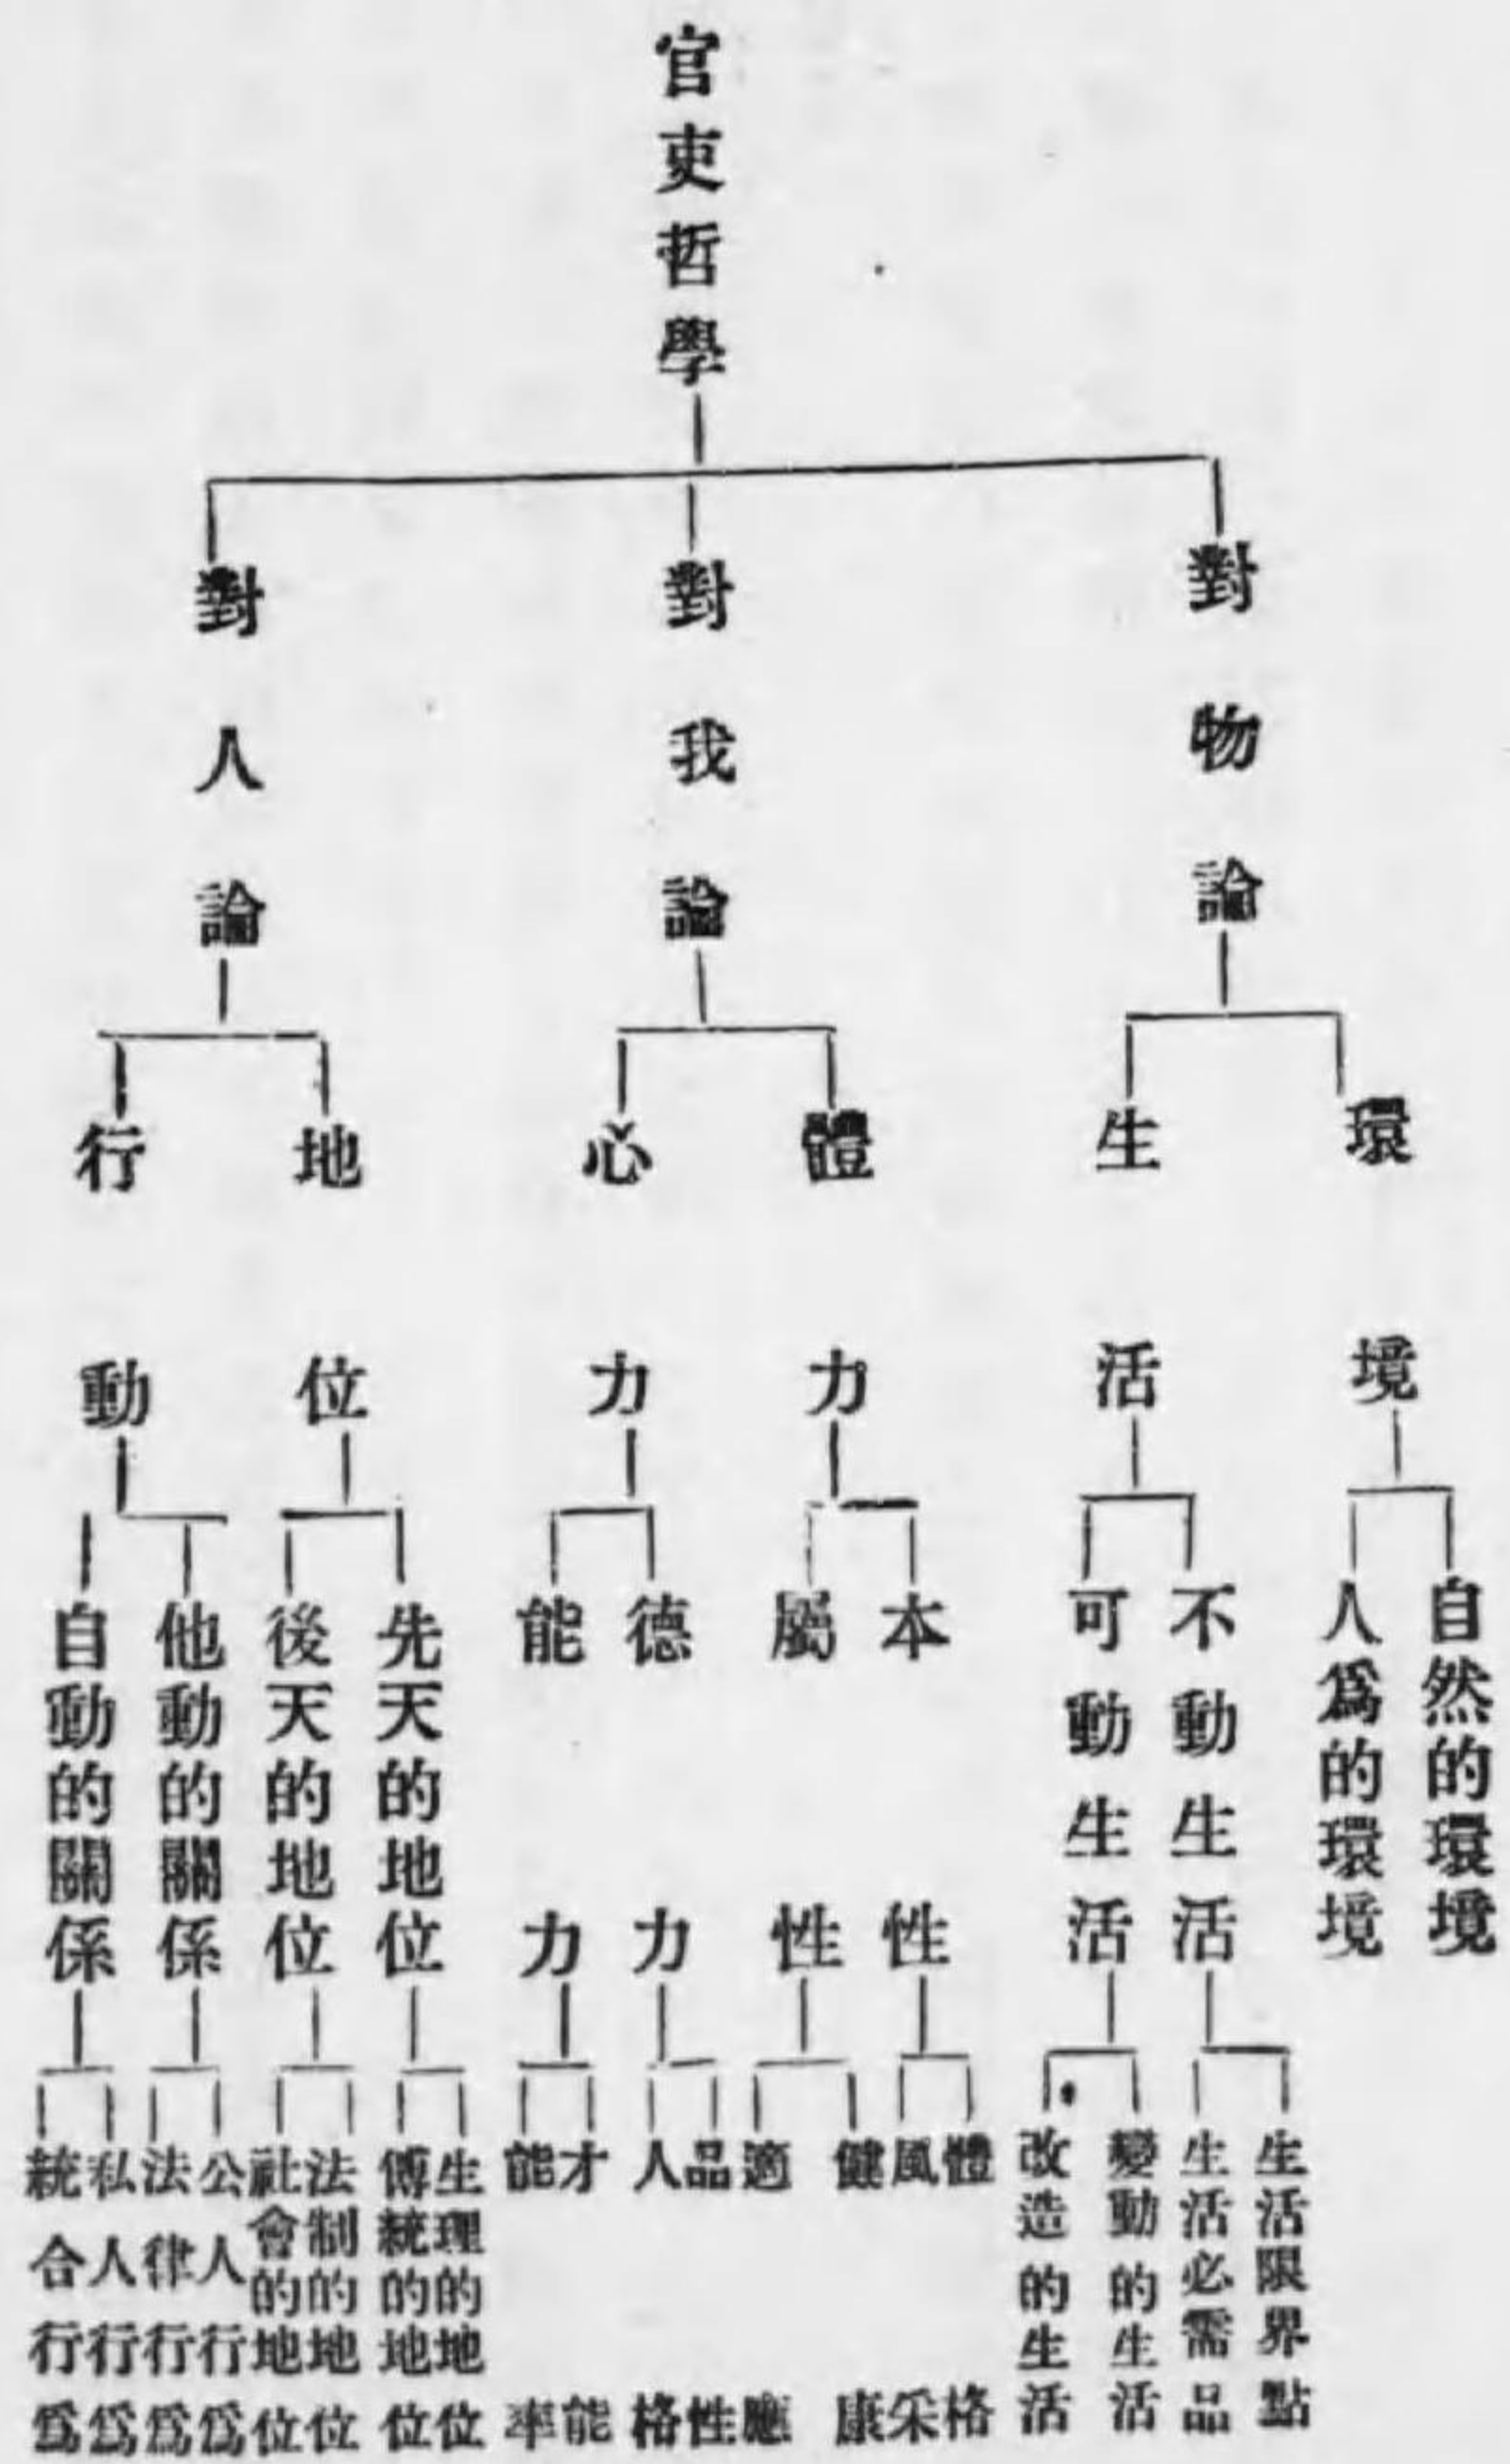 官吏哲學
對物論
對我論
對人論
環境
生活
體力
心力
地位
行動
自然的環境
人爲的環境
不動生活
可動生活
本性
屬性
德力
能力
先天的地位
後天的地位
他動的關係
自動的關係
生活限界點
生活必需品
變動的生活
改造的生活
體格
風采
健康
適應
品性
人格
才能
能率
生理的地位
傳統的地位
法制的地位
社會的地位
公人行爲
法律行爲
私人行爲
統合行爲